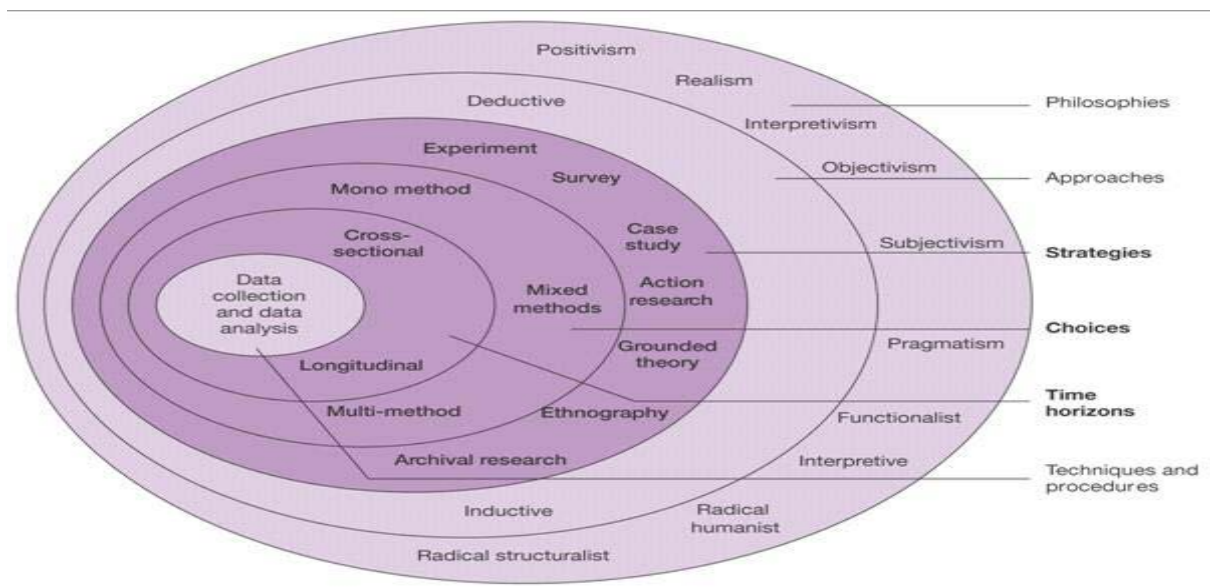 Positivism
Realism
Philosophies
Deductive
Interpretivism
Experiment
Objectivism
Survey
Approaches
Mono method
Cross-
sectional
Case
study
Subjectivism
Strategies
Data
collection
and data
analysis
Mixed
methods
Action
research
Choices
Longitudinal
Grounded
theory
Pragmatism
Multi-method
Ethnography
Time
horizons
Functionalist
Archival research
Interpretive
Techniques and
procedures
Inductive
Radical
humanist
Radical structuralist